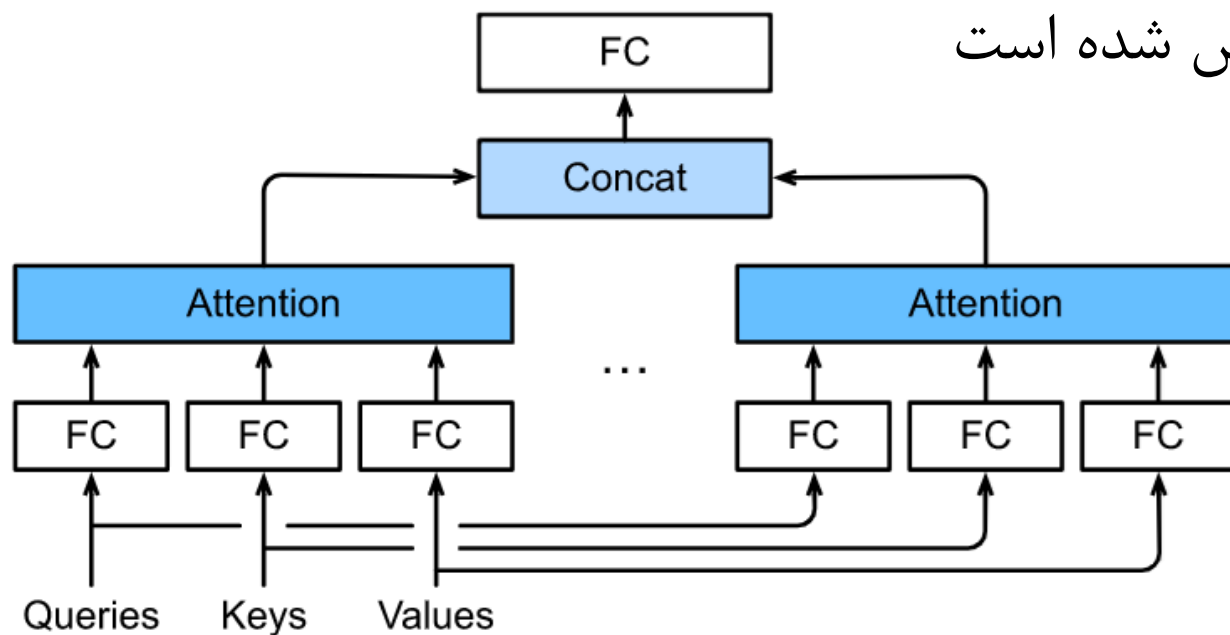 شده است
FC
Concat
Attention Attention
...
FC FC FC FC FC FC
Queries Keys Values